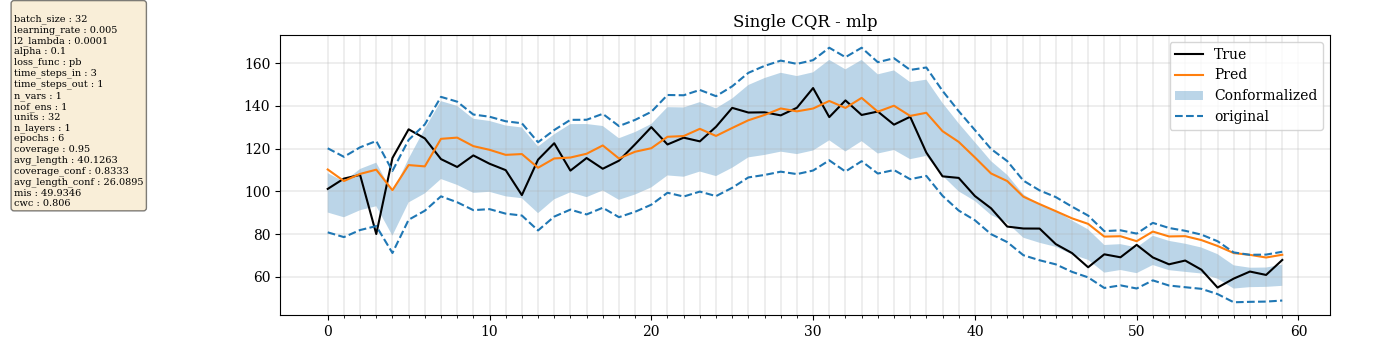 batch_size : 32
learning_rate : 0.005
l2_lambda : 0.0001
alpha : 0.1
loss_func : pb
time_steps_in : 3
time_steps_out : 1
n_vars : 1
nof_ens : 1
units : 32
n_layers : 1
epochs : 6
coverage : 0.95
avg_length : 40.1263
coverage_conf : 0.8333
avg_length_conf : 26.0895
mis : 49.9346
cwc : 0.806
Single CQR - mlp
160
140
120
100
80
60
0 10 20 30 40 50 60
True
Pred
Conformalized
original